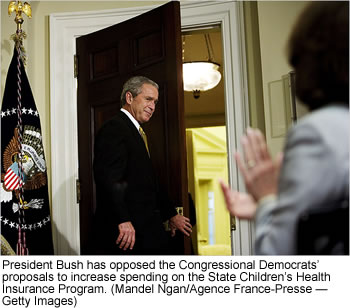 President Bush has opposed the Congressional Democrats'
proposals to increase spending on the State Children's Health
Insurance Program. (Mandel Ngan/Agence France-Presse —
Getty Images)